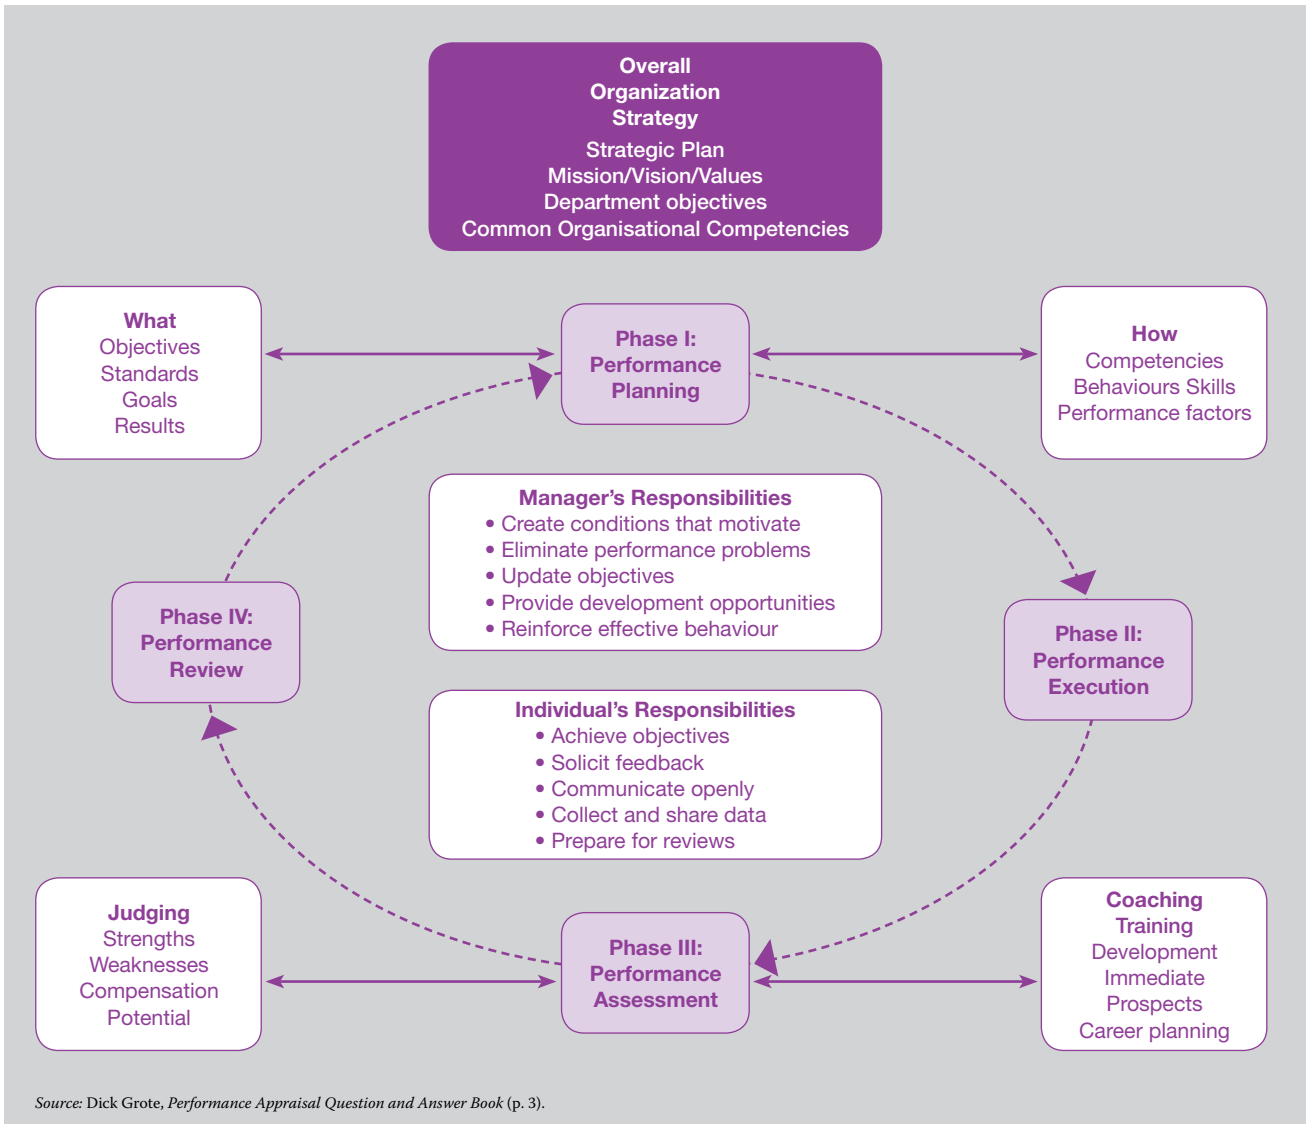 Overall
Organization
Strategy
Strategic Plan
Mission/Vision/Values
Department objectives
Common Organisational Competencies
What
Objectives
Standards
Goals
Results
Phase I:
Performance
Planning
How
Competencies
Behaviours Skills
Performance factors
Manager’s Responsibilities
• Create conditions that motivate
• Eliminate performance problems
• Update objectives
• Provide development opportunities
• Reinforce effective behaviour
Phase IV:
Performance
Review
Phase II:
Performance
Execution
Individual’s Responsibilities
• Achieve objectives
• Solicit feedback
• Communicate openly
• Collect and share data
• Prepare for reviews
Judging
Strengths
Weaknesses
Compensation
Potential
Phase III:
Performance
Assessment
Coaching
Training
Development
Immediate
Prospects
Career planning
Source: Dick Grote, Performance Appraisal Question and Answer Book (p. 3).